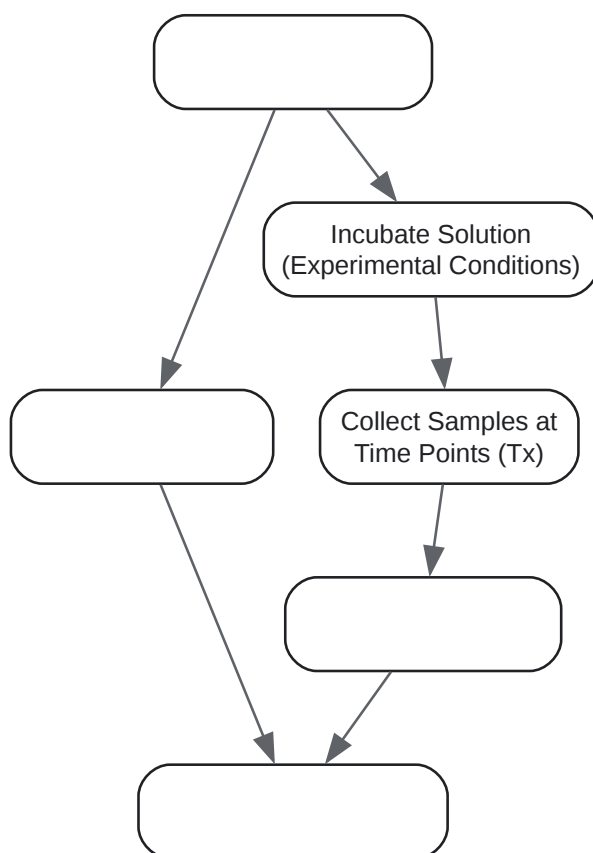 Incubate Solution
(Experimental Conditions)
Collect Samples at
Time Points (Tx)